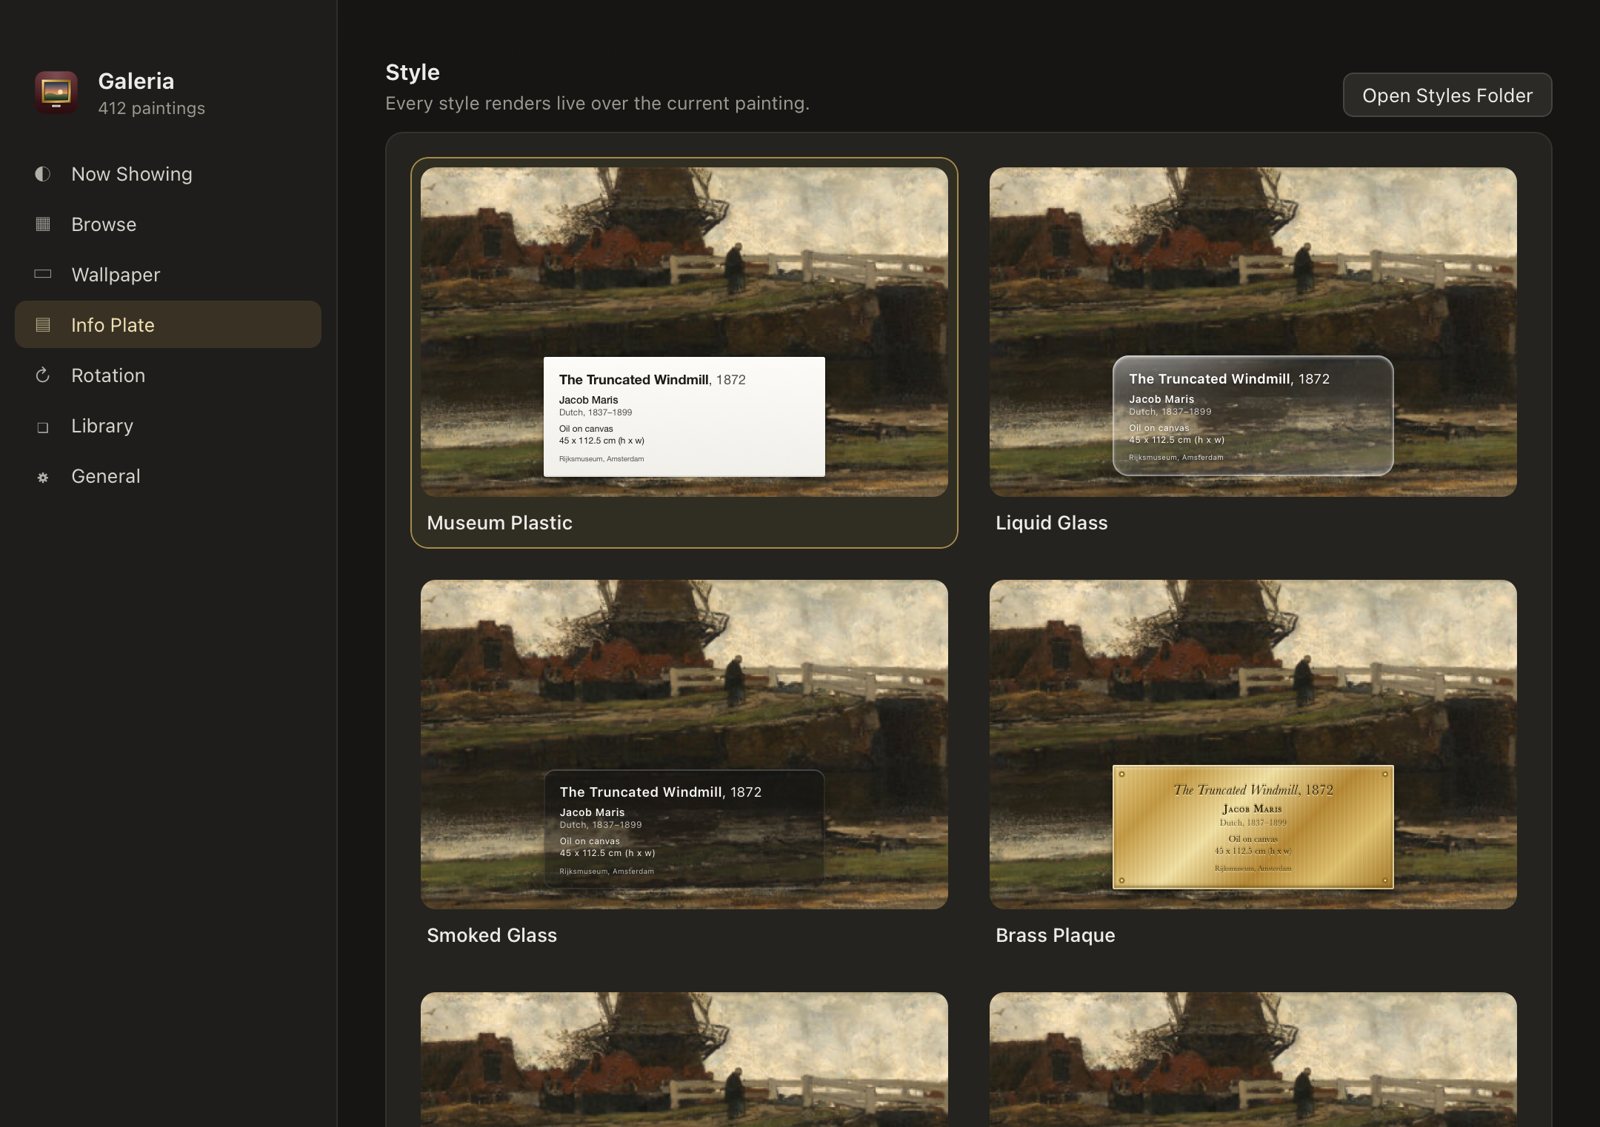 Galeria
412 paintings
Now Showing
Browse
Wallpaper
Info Plate
Rotation
Library
General
Style
Every style renders live over the current painting.
Open Styles Folder
The Truncated Windmill, 1872
Jacob Maris
Dutch, 1837–1899
Oil on canvas
45 x 112.5 cm (h x w)
Rijksmuseum, Amsterdam
Museum Plastic
The Truncated Windmill, 1872
Jacob Maris
Dutch, 1837–1899
Oil on canvas
45 x 112.5 cm (h x w)
Rijksmuseum, Amsterdam
Liquid Glass
The Truncated Windmill, 1872
Jacob Maris
Dutch, 1837–1899
Oil on canvas
45 x 112.5 cm (h x w)
Rijksmuseum, Amsterdam
Smoked Glass
The Truncated Windmill, 1872
Jacob Maris
Dutch, 1837–1899
Oil on canvas
45 x 112.5 cm (h x w)
Rijksmuseum, Amsterdam
Brass Plaque